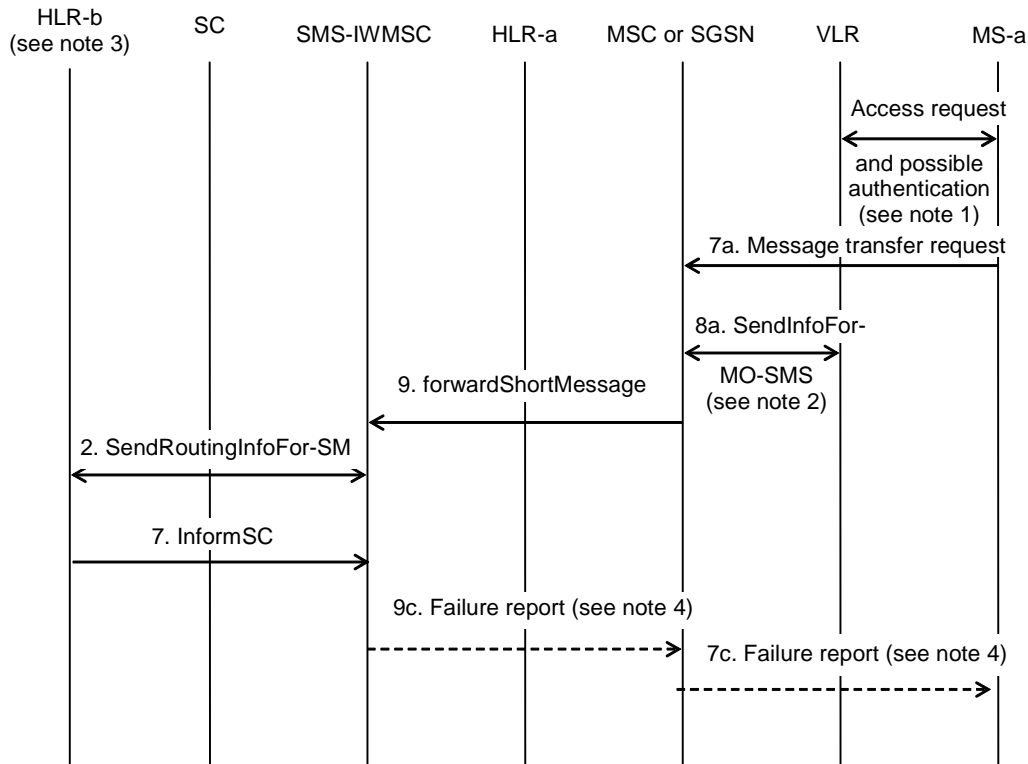 HLR-b
(see note 3)
SC
SMS-IWMSC
HLR-a
MSC or SGSN
VLR
MS-a
Access request
and possible
authentication
(see note 1)
7a. Message transfer request
8a. SendInfoFor-
MO-SMS
(see note 2)
9. forwardShortMessage
2. SendRoutingInfoFor-SM
7. InformSC
9c. Failure report (see note 4)
7c. Failure report (see note 4)